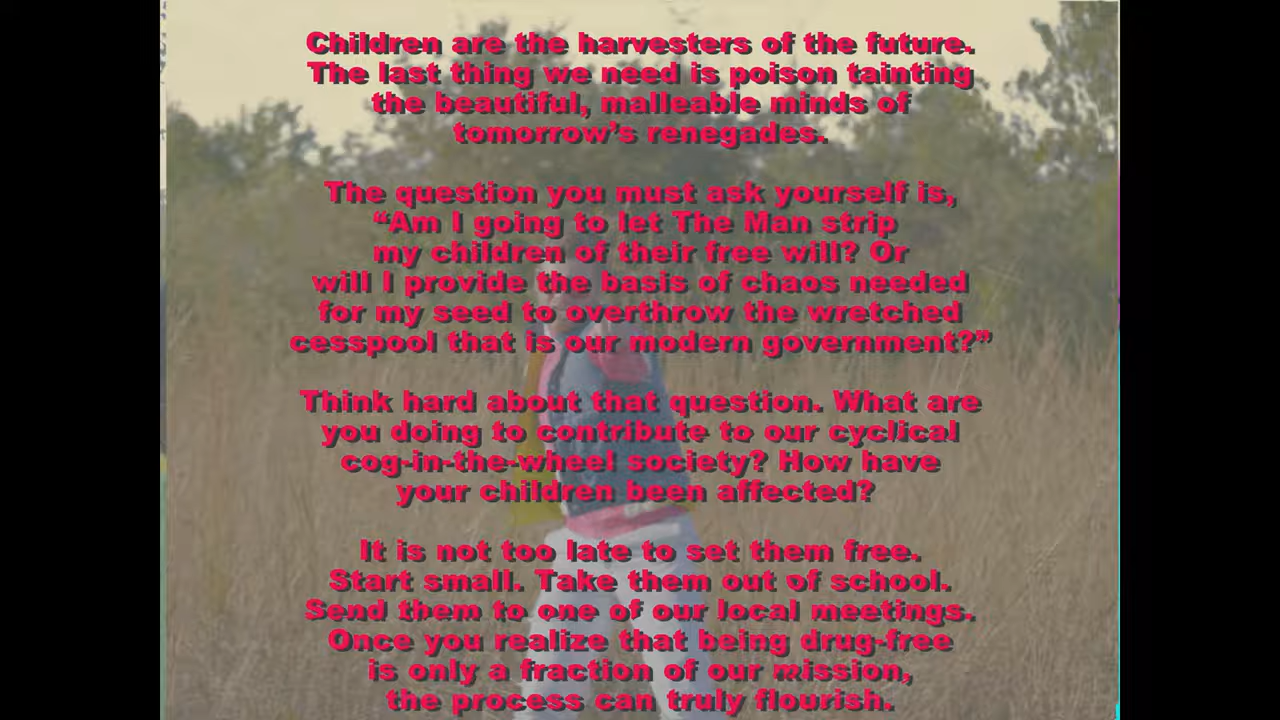 Children are the harvesters of the future.
The last thing we need is poison tainting
the beautiful, malleable minds of
tomorrow’s renegades.
The question you must ask yourself is,
“Am I going to let The Man strip
my children of their free will? Or
will I provide the basis of chaos needed
for my seed to overthrow the wretched
cesspool that is our modern government?”
Think hard about that question. What are
you doing to contribute to our cyclical
cog-in-the-wheel society? How have
your children been affected?
It is not too late to set them free.
Start small. Take them out of school.
Send them to one of our local meetings.
Once you realize that being drug-free
is only a fraction of our mission,
the process can truly flourish.